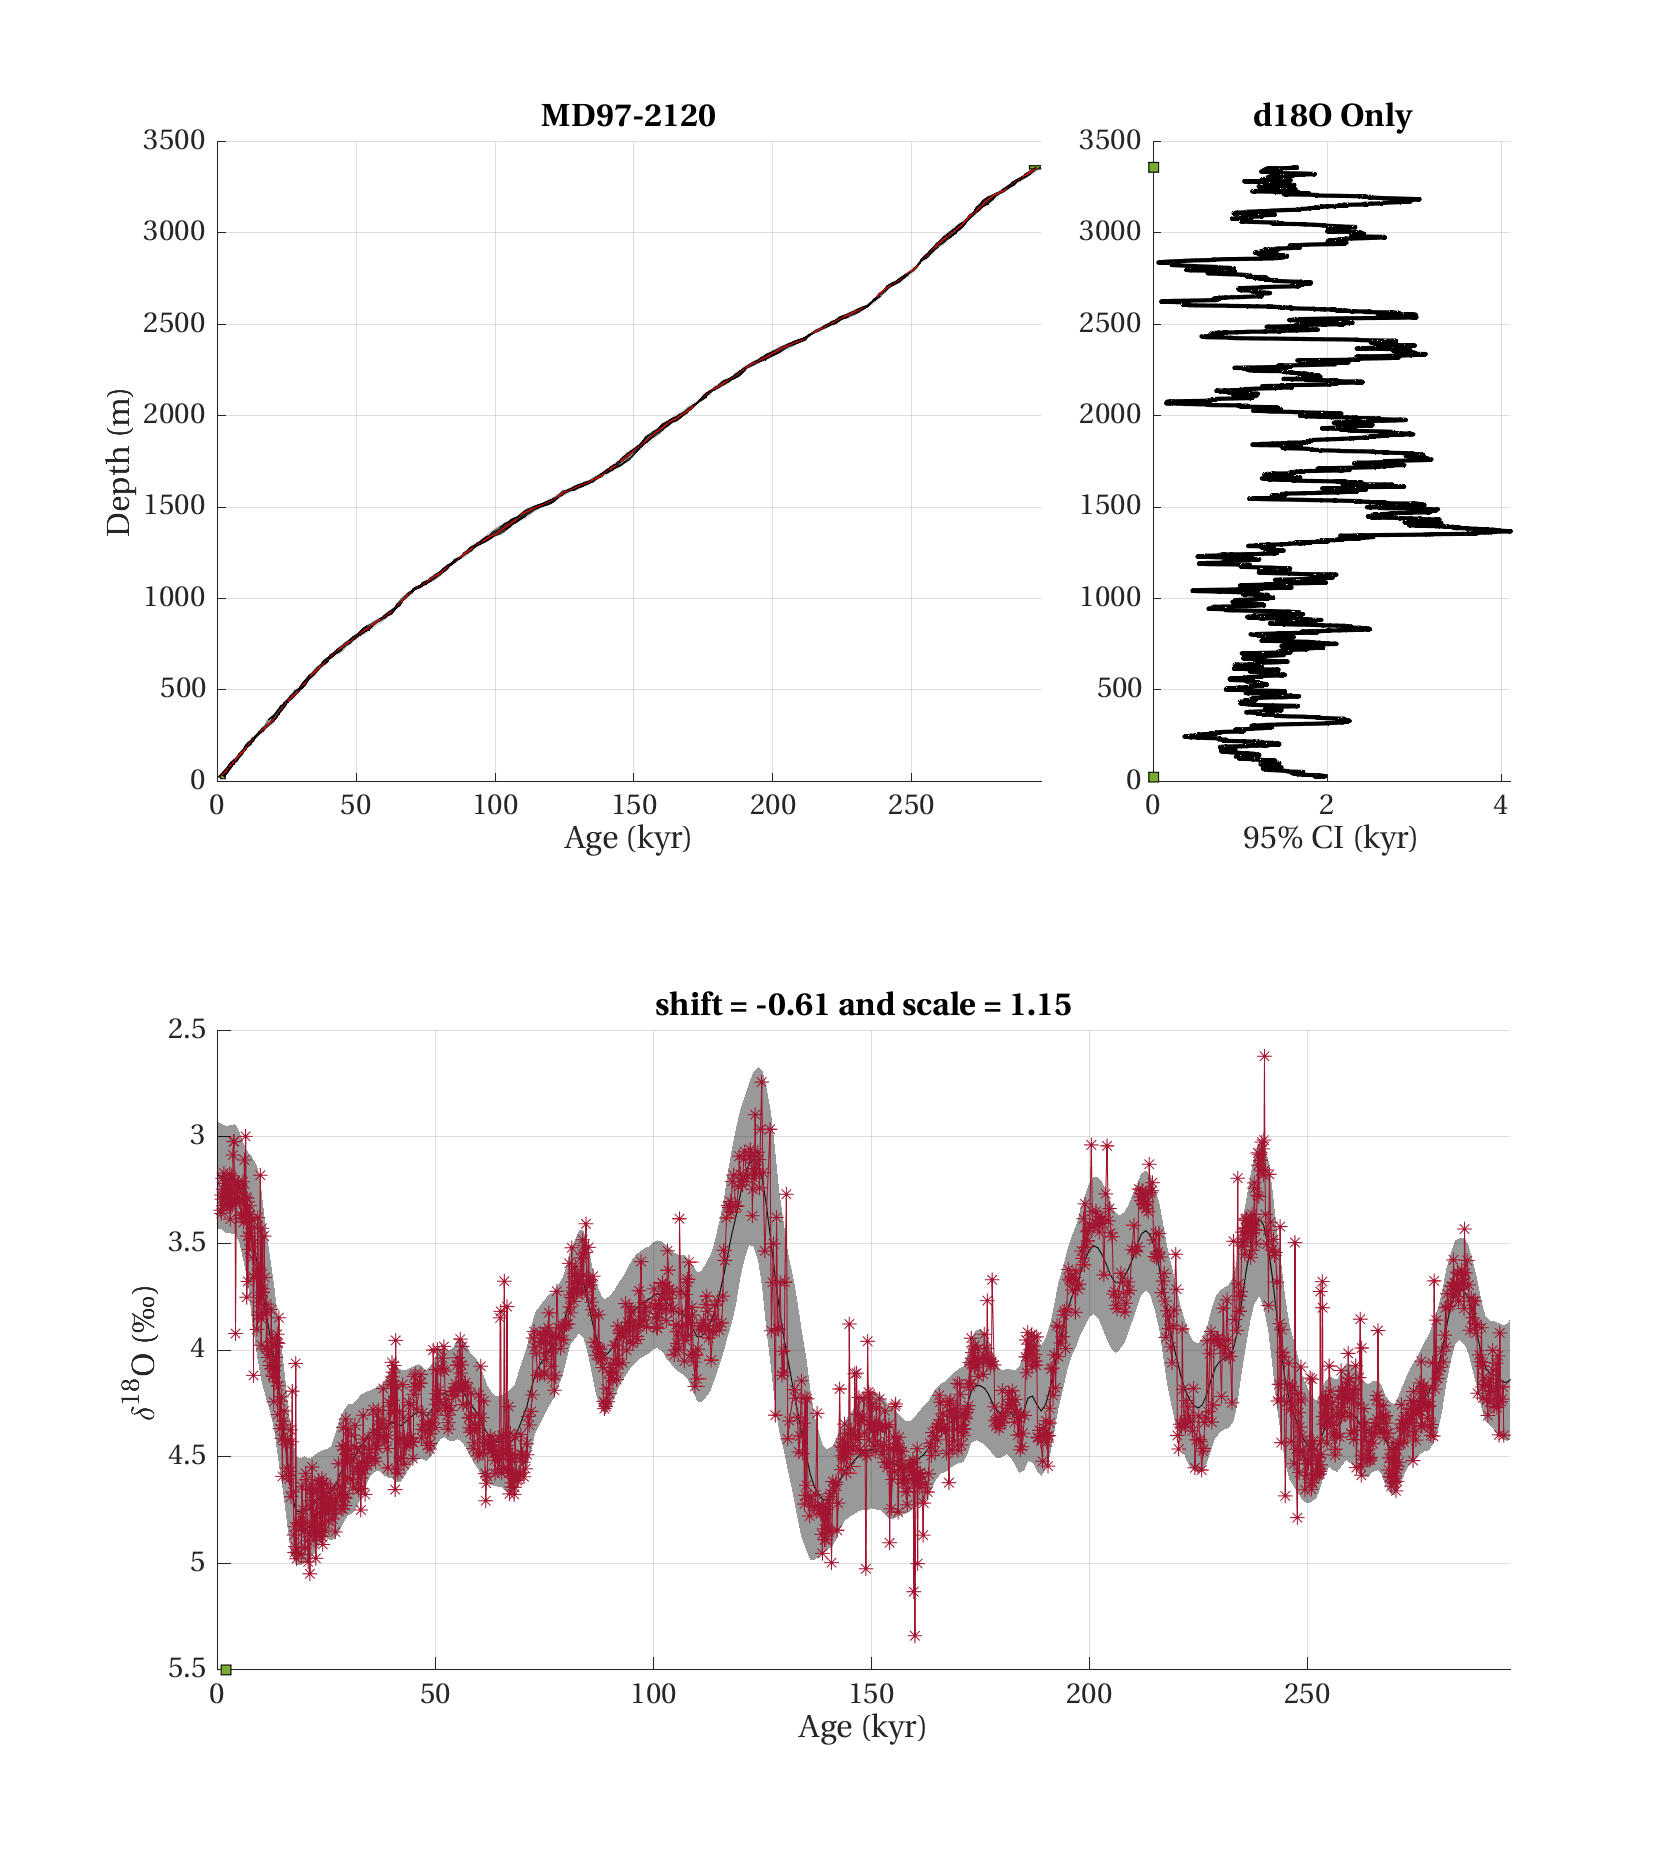 MD97-2120
3500
3000
2500
2000
1500
1000
500
0
Depth (m)
0 50 100 150 200 250
Age (kyr)
d18O Only
3500
3000
2500
2000
1500
1000
500
0
0 2 4
95% CI (kyr)
shift = -0.61 and scale = 1.15
2.5
3
3.5
4
4.5
5
5.5
δ¹⁸O (‰)
0 50 100 150 200 250
Age (kyr)